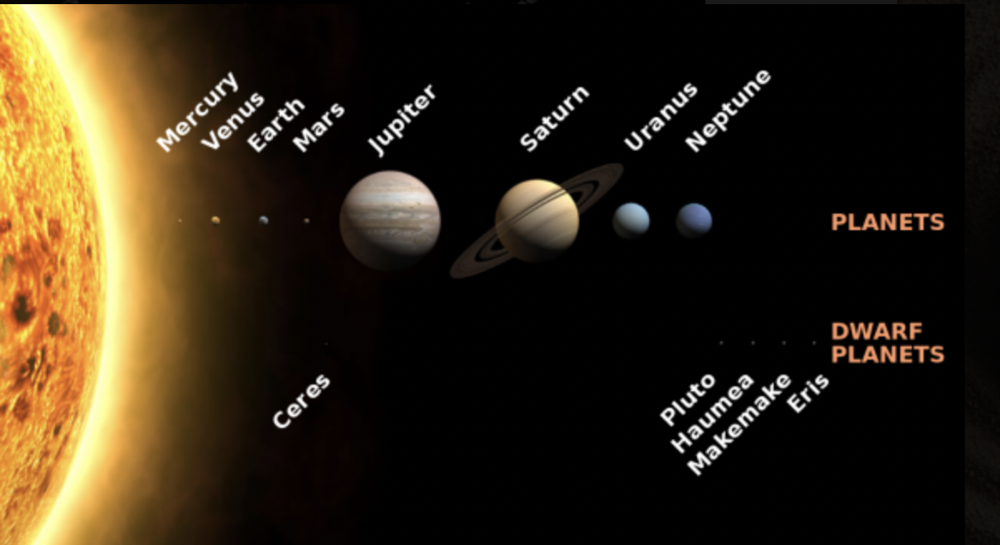 Mercury
Venus
Earth
Mars
Jupiter
Saturn
Uranus
Neptune
PLANETS
DWARF
PLANETS
Ceres
Pluto
Haumea
Makemake
Eris